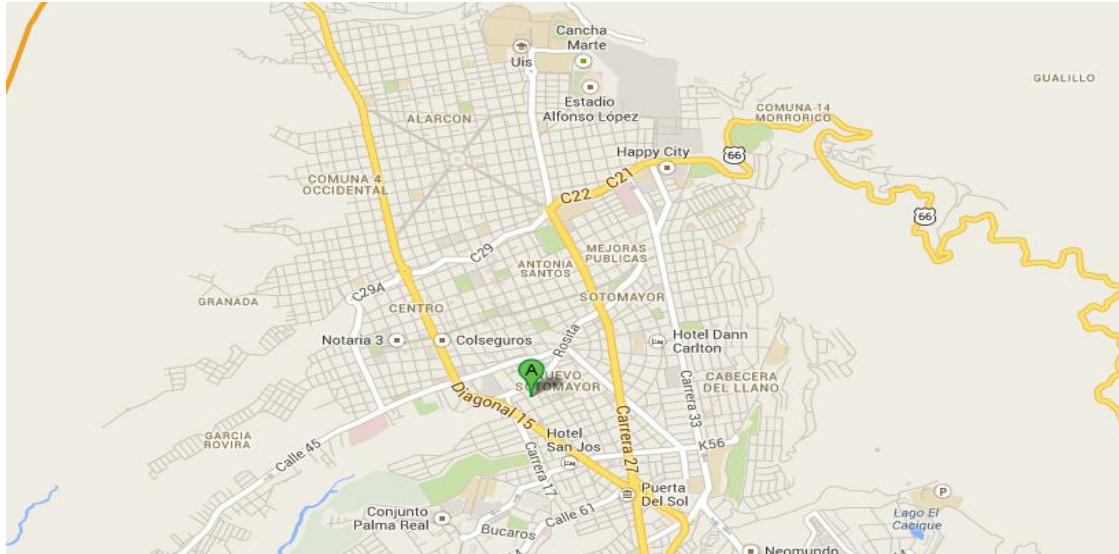 Cancha
Marte
Uis
GUALILLO
Estadio
Alfonso López
COMUNA 14
MORRORICO
ALARCON
Happy City
66
C21
C22
COMUNA 4
OCCIDENTAL
66
C29
MEJORAS
PUBLICAS
ANTONIA
SANTOS
C29A
GRANADA
CENTRO
SOTOMAYOR
Notaria 3
Colseguros
Rosita
Hotel Dann
Carlton
A
NUEVO
SOTOMAYOR
CABECERA
DEL LLANO
Carrera 33
Diagonal 15
Carrera 27
GARCIA
ROVIRA
Calle 45
Hotel
San Jos
K56
Carrera 17
Puerta
Del Sol
P
Conjunto
Palma Real
Calle 61
Bucaros
Lago El
Cacique
Neomundo